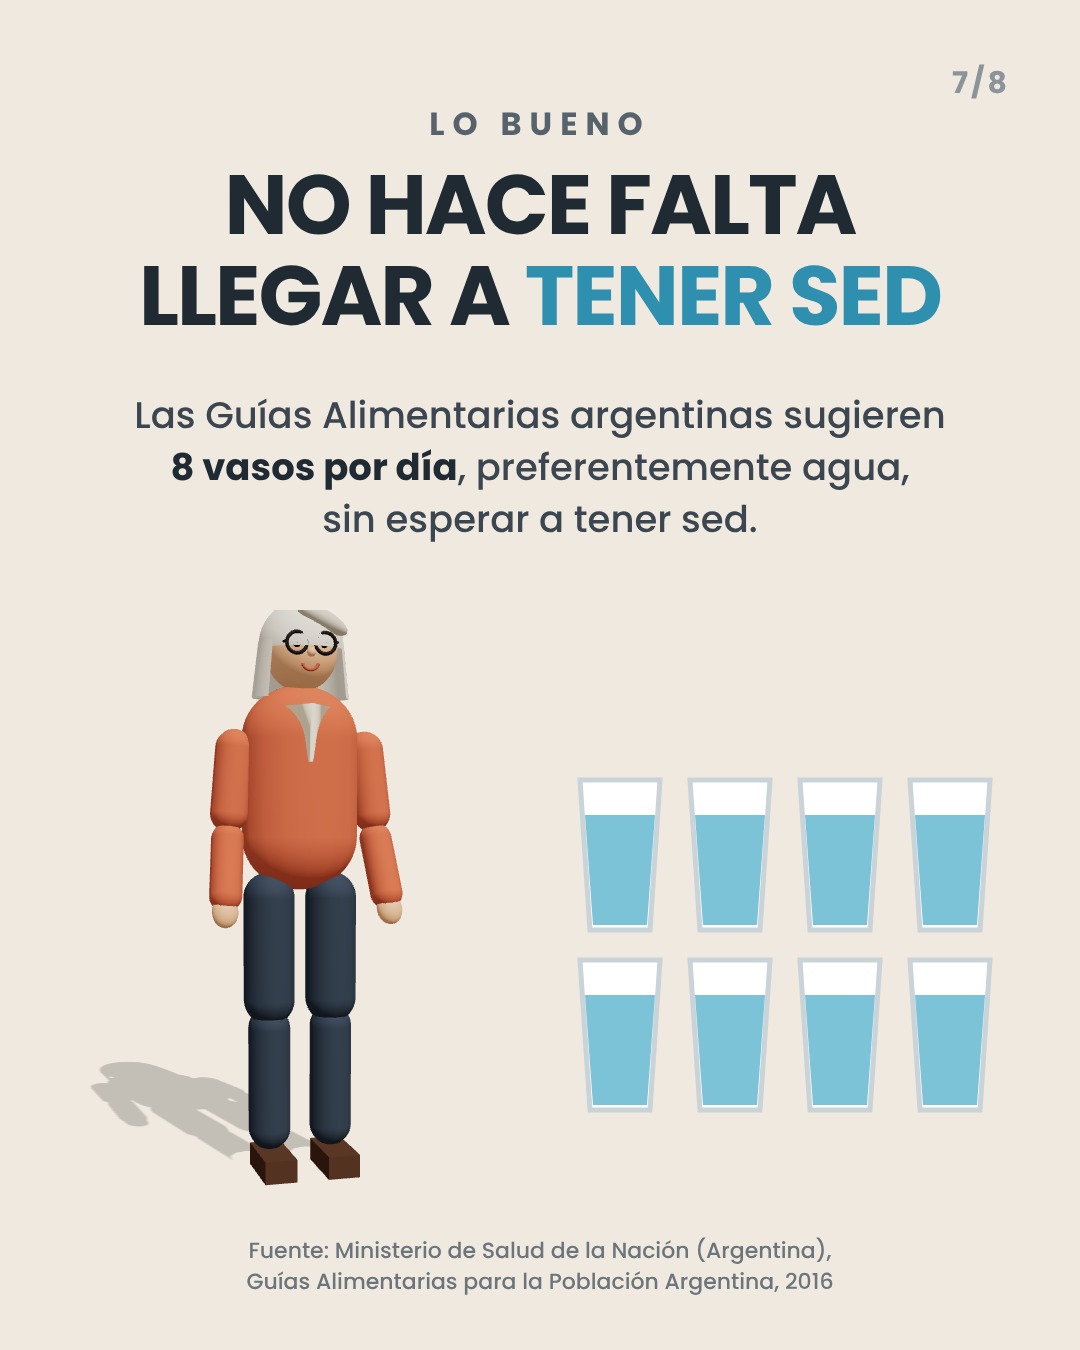 7/8
LO BUENO
NO HACE FALTA
LLEGAR A TENER SED
Las Guías Alimentarias argentinas sugieren
8 vasos por día, preferentemente agua,
sin esperar a tener sed.
Fuente: Ministerio de Salud de la Nación (Argentina),
Guías Alimentarias para la Población Argentina, 2016